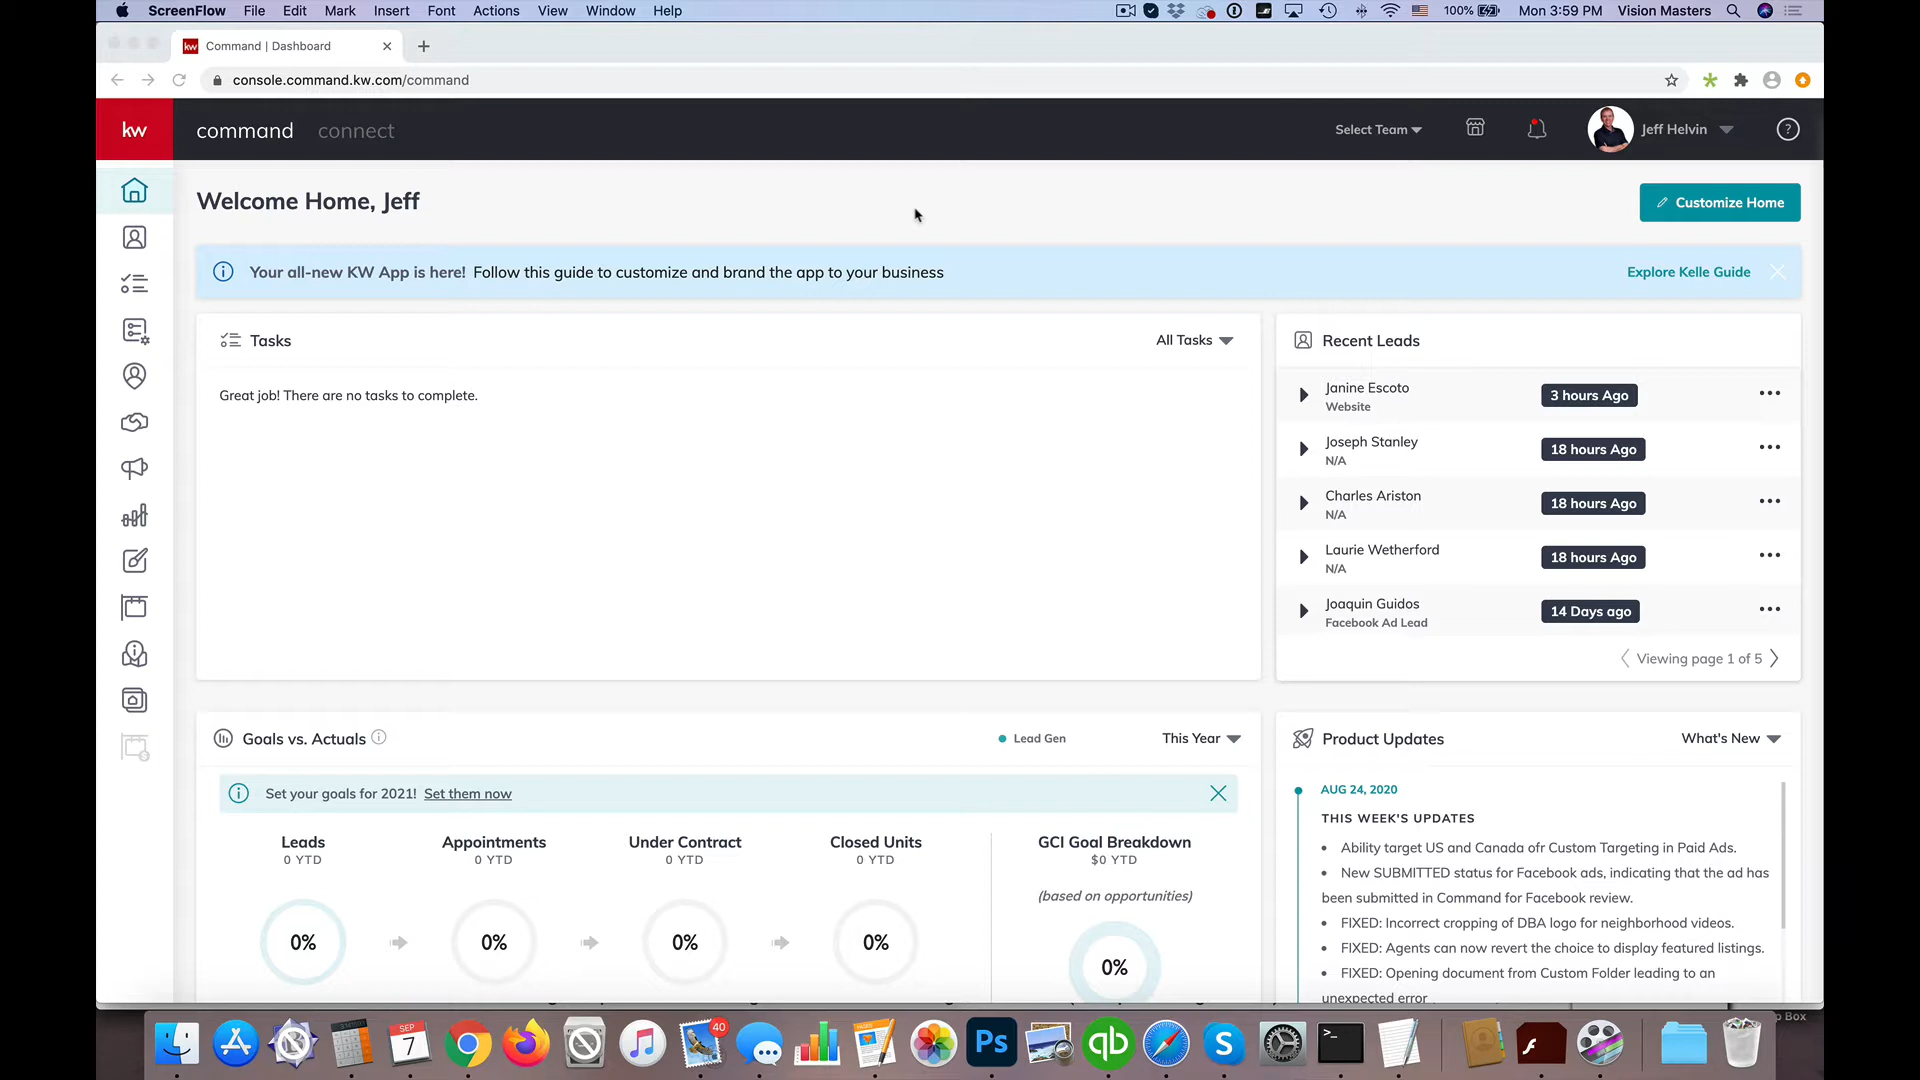 ScreenFlow File Edit Mark Insert Font Actions View Window Help
100% Mon 3:59 PM Vision Masters
kw Command | Dashboard
console.command.kw.com/command
kw command connect
Select Team
Jeff Helvin
?
Welcome Home, Jeff
Customize Home
Your all-new KW App is here! Follow this guide to customize and brand the app to your business
Explore Kelle Guide
Tasks
All Tasks
Great job! There are no tasks to complete.
Recent Leads
Janine Escoto
Website
3 hours Ago
Joseph Stanley
N/A
18 hours Ago
Charles Ariston
N/A
18 hours Ago
Laurie Wetherford
N/A
18 hours Ago
Joaquin Guidos
Facebook Ad Lead
14 Days ago
Viewing page 1 of 5
Goals vs. Actuals
Lead Gen
This Year
Set your goals for 2021! Set them now
Leads
0 YTD
0%
Appointments
0 YTD
0%
Under Contract
0 YTD
0%
Closed Units
0 YTD
0%
GCI Goal Breakdown
$0 YTD
(based on opportunities)
0%
Product Updates
What's New
AUG 24, 2020
THIS WEEK'S UPDATES
• Ability target US and Canada ofr Custom Targeting in Paid Ads.
• New SUBMITTED status for Facebook ads, indicating that the ad has
been submitted in Command for Facebook review.
• FIXED: Incorrect cropping of DBA logo for neighborhood videos.
• FIXED: Agents can now revert the choice to display featured listings.
• FIXED: Opening document from Custom Folder leading to an
unexpected error
SEP
7
40
PAGES
Ps
qb
S
Box